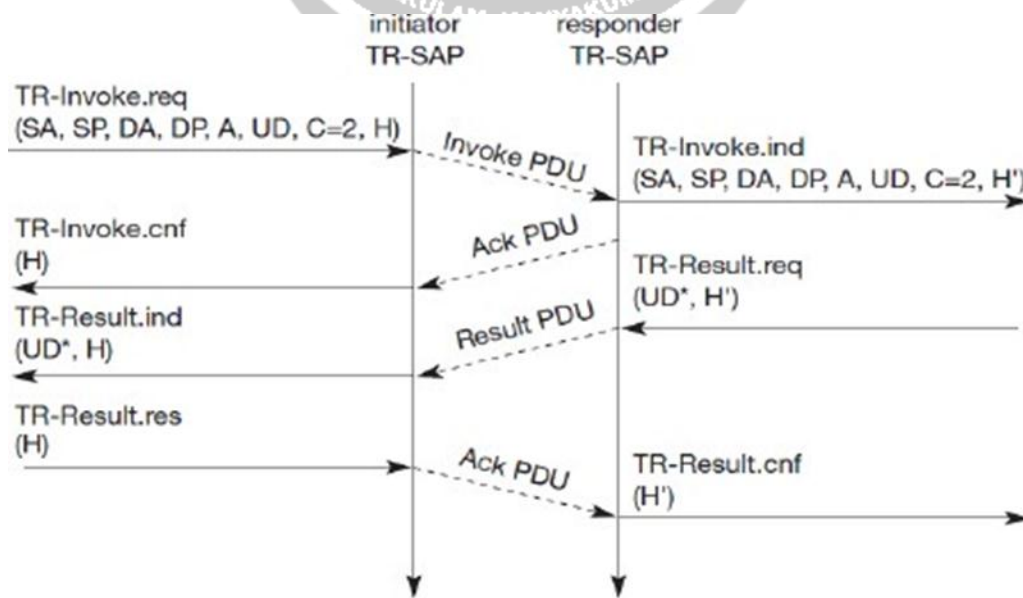 initiator
TR-SAP
responder
TR-SAP
TR-Invoke.req
(SA, SP, DA, DP, A, UD, C=2, H)
Invoke PDU
TR-Invoke.ind
(SA, SP, DA, DP, A, UD, C=2, H')
TR-Invoke.cnf
(H)
Ack PDU
TR-Result.req
(UD*, H')
TR-Result.ind
(UD*, H)
Result PDU
TR-Result.res
(H)
Ack PDU
TR-Result.cnf
(H')